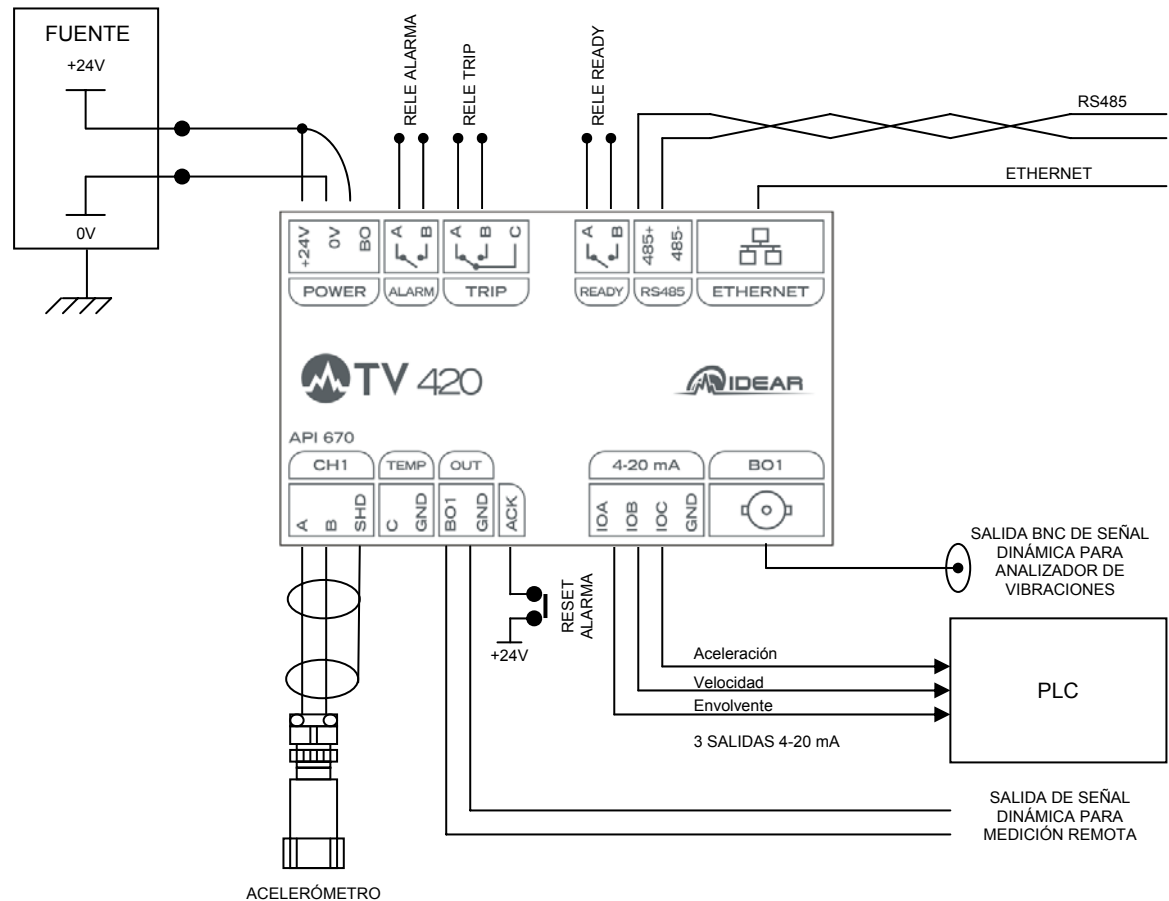 FUENTE
+24V
0V
RELE ALARMA
RELE TRIP
RELE READY
RS485
ETHERNET
+24V
0V
BO
A
B
A
B
C
A
B
485+
485-
POWER
ALARM
TRIP
READY
RS485
ETHERNET
TV 420
IDEAR
API 670
CH1
TEMP
OUT
4-20 mA
BO1
A
B
SHD
C
GND
BO1
GND
ACK
IOA
IOB
IOC
GND
RESET
ALARMA
+24V
SALIDA BNC DE SEÑAL
DINÁMICA PARA
ANALIZADOR DE
VIBRACIONES
Aceleración
Velocidad
Envolvente
3 SALIDAS 4-20 mA
PLC
SALIDA DE SEÑAL
DINÁMICA PARA
MEDICIÓN REMOTA
ACELERÓMETRO